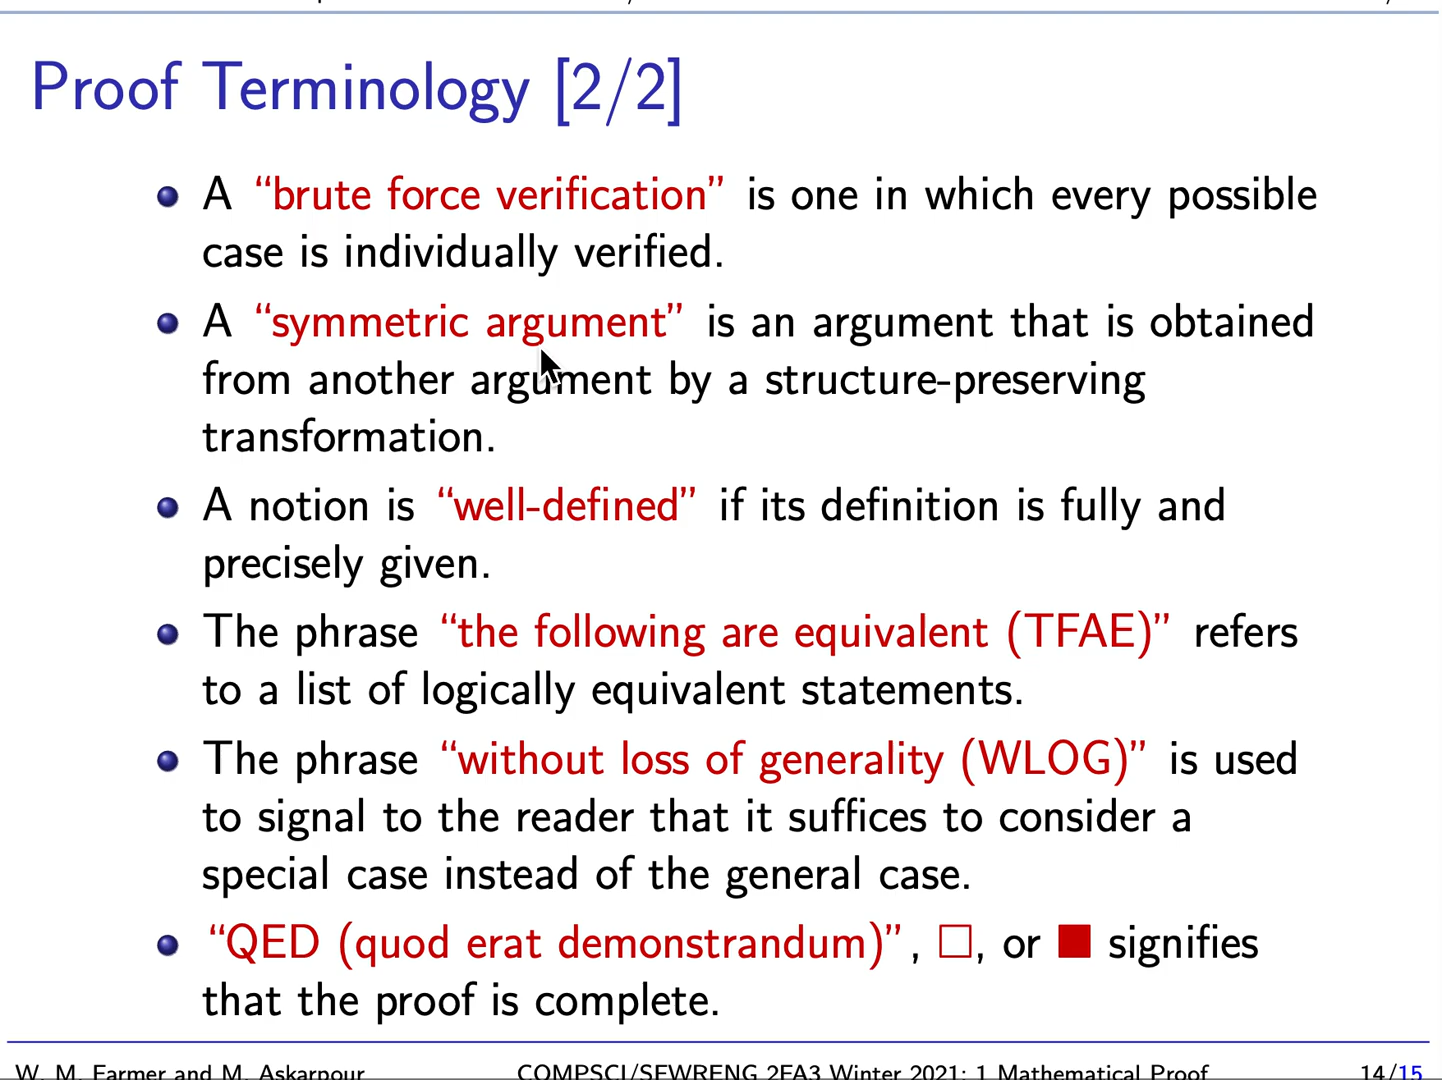 Proof Terminology [2/2]
A “brute force verification” is one in which every possible
case is individually verified.
A “symmetric argument” is an argument that is obtained
from another argument by a structure-preserving
transformation.
A notion is “well-defined” if its definition is fully and
precisely given.
The phrase “the following are equivalent (TFAE)” refers
to a list of logically equivalent statements.
The phrase “without loss of generality (WLOG)” is used
to signal to the reader that it suffices to consider a
special case instead of the general case.
“QED (quod erat demonstrandum)”, □, or ■ signifies
that the proof is complete.
W. M. Farmer and M. Askarpour COMPSCI/SFWRENG 2FA3 Winter 2021: 1 Mathematical Proof 14/15